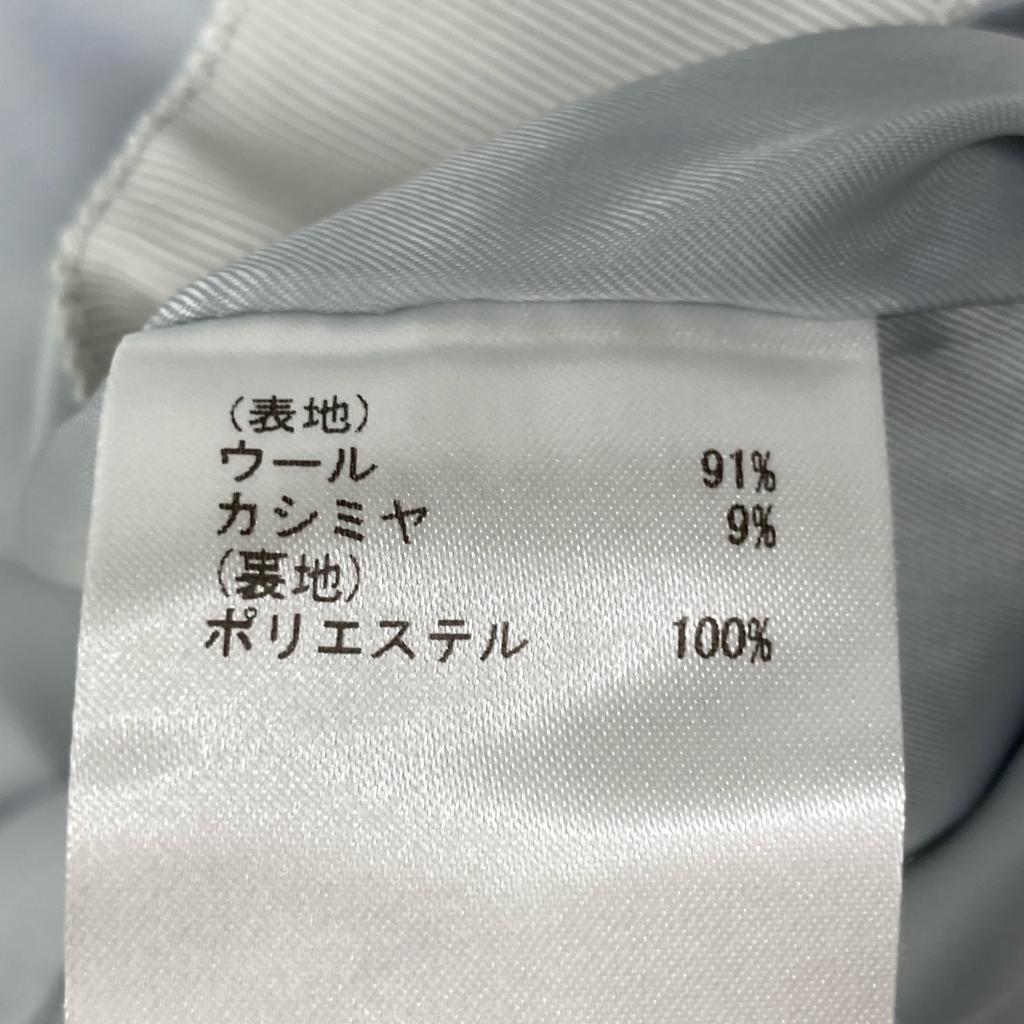 (表地)
ウール 91%
カシミヤ 9%
(裏地)
ポリエステル 100%